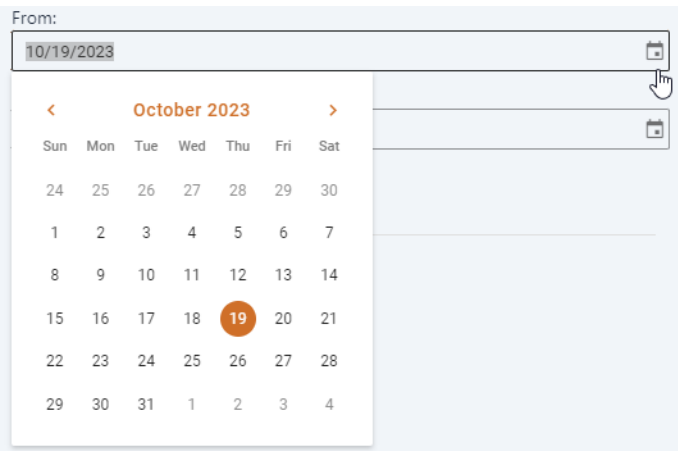 From:
10/19/2023
October 2023
Sun Mon Tue Wed Thu Fri Sat
24 25 26 27 28 29 30
1 2 3 4 5 6 7
8 9 10 11 12 13 14
15 16 17 18 19 20 21
22 23 24 25 26 27 28
29 30 31 1 2 3 4